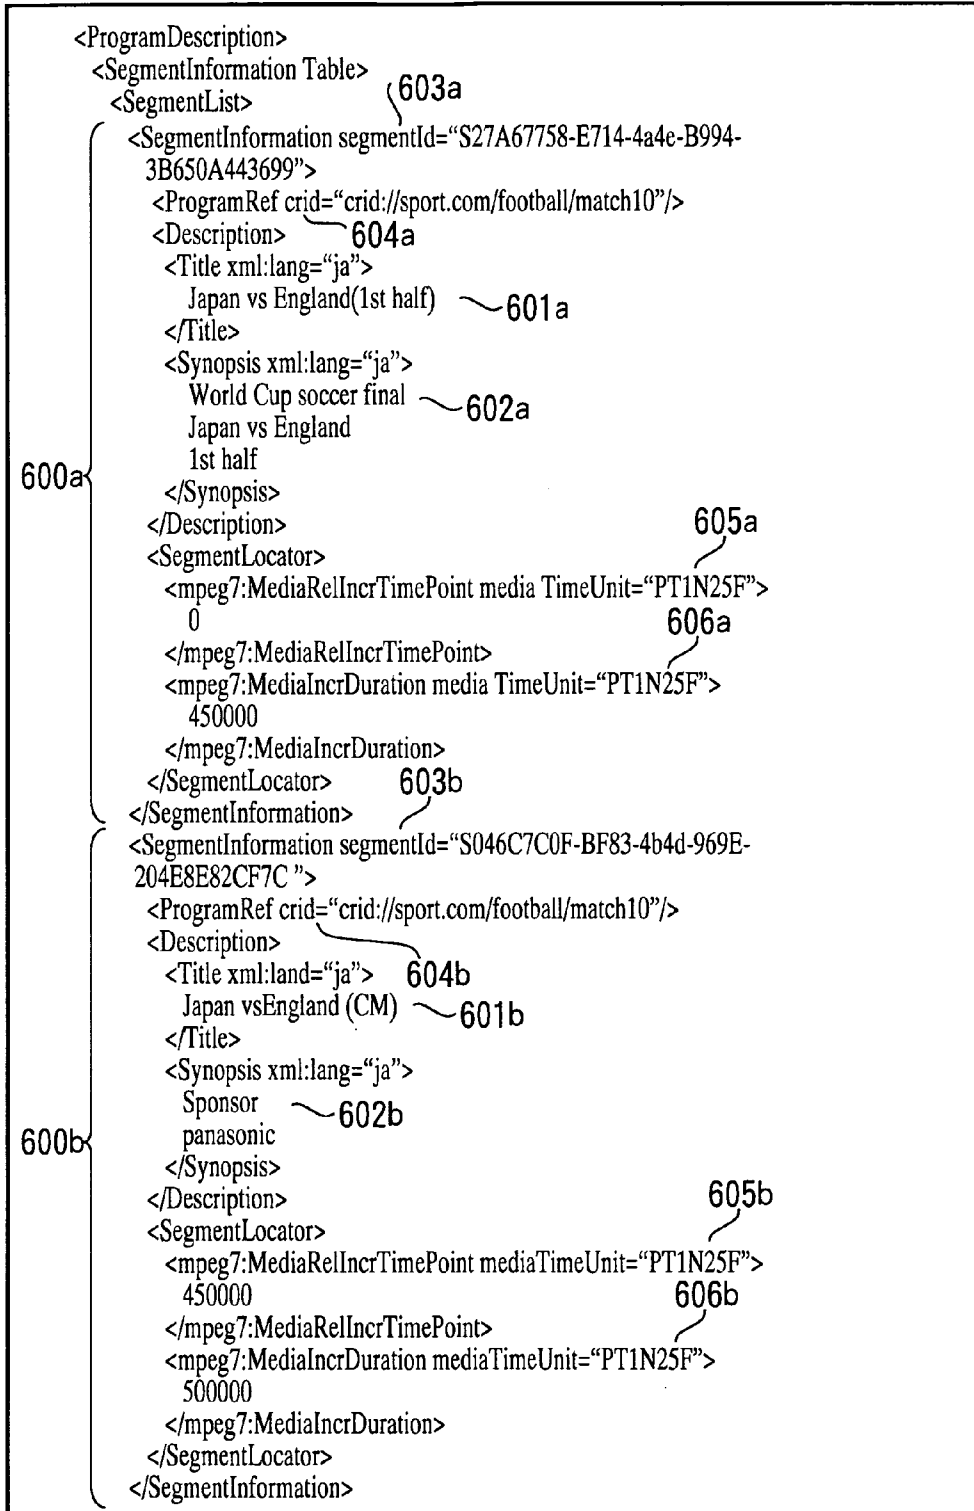 <ProgramDescription>
<SegmentInformation Table>
603a
<SegmentList>
<SegmentInformation segmentId=“S27A67758-E714-4a4e-B994-
3B650A443699”>
<ProgramRef crid=“crid://sport.com/football/match10”/>
<Description> 604a
<Title xml:lang=“ja”>
Japan vs England(1st half) 601a
</Title>
<Synopsis xml:lang=“ja”>
World Cup soccer final 602a
Japan vs England
1st half
600a
</Synopsis>
</Description> 605a
<SegmentLocator>
<mpeg7:MediaRelIncrTimePoint media TimeUnit=“PT1N25F”>
0 606a
</mpeg7:MediaRelIncrTimePoint>
<mpeg7:MediaIncrDuration media TimeUnit=“PT1N25F”>
450000
</mpeg7:MediaIncrDuration>
</SegmentLocator> 603b
</SegmentInformation>
<SegmentInformation segmentId=“S046C7C0F-BF83-4b4d-969E-
204E8E82CF7C ”>
<ProgramRef crid=“crid://sport.com/football/match10”/>
<Description>
<Title xml:land=“ja”> 604b
Japan vsEngland (CM) 601b
</Title>
<Synopsis xml:lang=“ja”>
Sponsor 602b
600b panasonic
</Synopsis>
</Description> 605b
<SegmentLocator>
<mpeg7:MediaRelIncrTimePoint mediaTimeUnit=“PT1N25F”>
450000 606b
</mpeg7:MediaRelIncrTimePoint>
<mpeg7:MediaIncrDuration mediaTimeUnit=“PT1N25F”>
500000
</mpeg7:MediaIncrDuration>
</SegmentLocator>
</SegmentInformation>